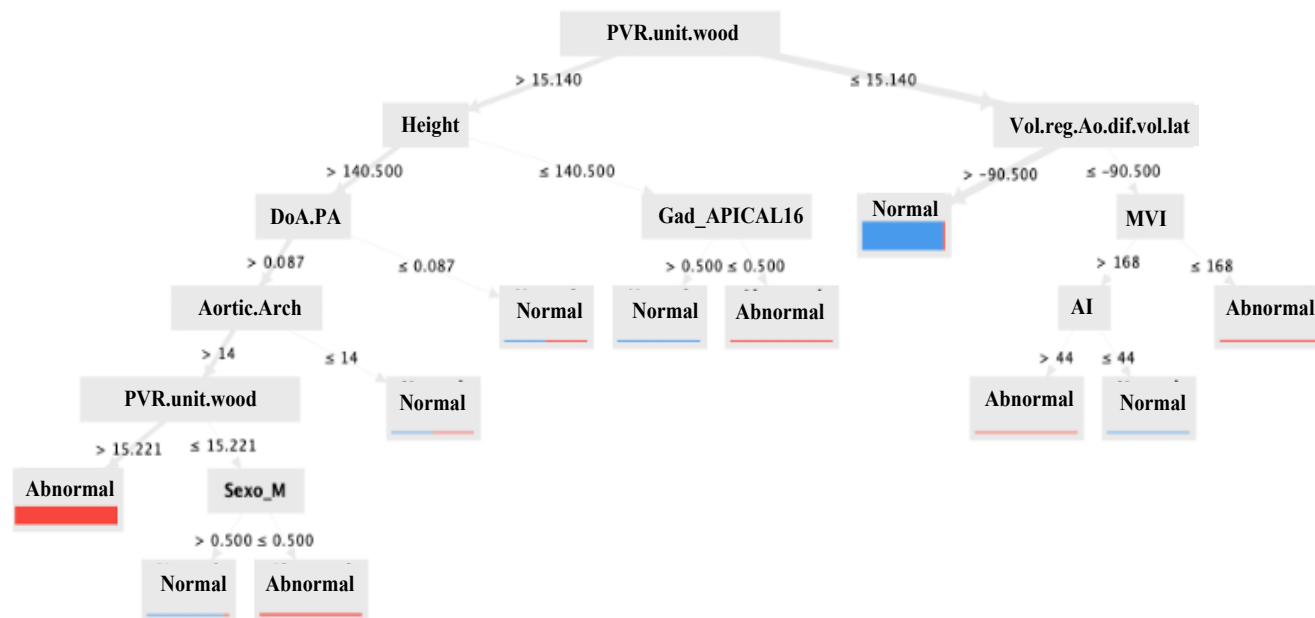 PVR.unit.wood
> 15.140
≤ 15.140
Height
Vol.reg.Ao.dif.vol.lat
> 140.500
≤ 140.500
> -90.500
≤ -90.500
DoA.PA
Gad_APICAL16
Normal
MVI
> 0.087
≤ 0.087
> 0.500 ≤ 0.500
> 168
≤ 168
Aortic.Arch
Normal
Normal
Abnormal
AI
Abnormal
> 14
≤ 14
> 44
≤ 44
PVR.unit.wood
Normal
Abnormal
Normal
> 15.221
≤ 15.221
Abnormal
Sexo_M
> 0.500 ≤ 0.500
Normal
Abnormal